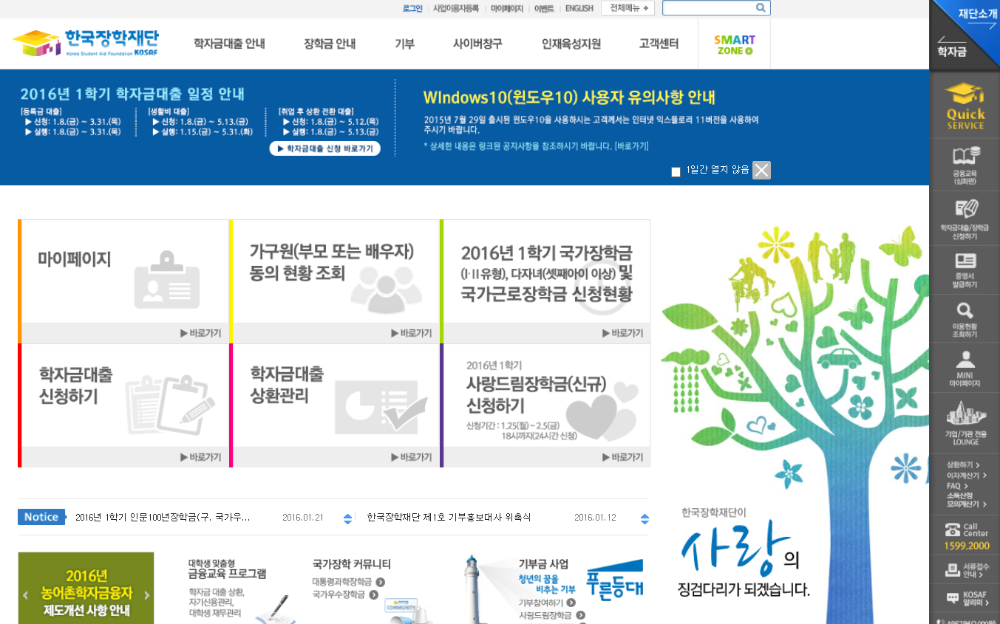 로그인 사업이용자등록 마이페이지 이벤트 ENGLISH 전체메뉴 +
한국장학재단
Korea Student Aid Foundation KOSAF
학자금대출 안내 장학금 안내 기부 사이버창구 인재육성지원 고객센터
SMART
ZONE
재단소개
학자금
2016년 1학기 학자금대출 일정 안내
[등록금 대출]
▶ 신청: 1.8.(금) ~ 3.31.(목)
▶ 실행: 1.8.(금) ~ 3.31.(목)
[생활비 대출]
▶ 신청: 1.8.(금) ~ 5.13.(금)
▶ 실행: 1.15.(금) ~ 5.31.(화)
[취업 후 상환 전환 대출]
▶ 신청: 1.8.(금) ~ 5.12.(목)
▶ 실행: 1.8.(금) ~ 5.13.(금)
▶ 학자금대출 신청 바로가기
WIndows10(윈도우10) 사용자 유의사항 안내
2015년 7월 29일 출시된 윈도우10을 사용하시는 고객께서는 인터넷 익스플로러 11버전을 사용하여
주시기 바랍니다.
* 상세한 내용은 링크된 공지사항을 참조하시기 바랍니다. [바로가기]
1일간 열지 않음
마이페이지
▶ 바로가기
가구원(부모 또는 배우자)
동의 현황 조회
▶ 바로가기
2016년 1학기 국가장학금
(I·II유형), 다자녀(셋째아이 이상) 및
국가근로장학금 신청현황
▶ 바로가기
학자금대출
신청하기
▶ 바로가기
학자금대출
상환관리
▶ 바로가기
2016년 1학기
사랑드림장학금(신규)
신청하기
신청기간 : 1.25(월) ~ 2.5(금)
18시까지(24시간 신청)
▶ 바로가기
Notice 2016년 1학기 인문100년장학금(구. 국가우... 2016.01.21 한국장학재단 제1호 기부홍보대사 위촉식 2016.01.12
2016년
농어촌학자금융자
제도개선 사항 안내
대학생 맞춤형
금융교육 프로그램
학자금 대출 상환,
자기신용관리,
대학생 재무관리
국가장학 커뮤니티
대통령과학장학금
국가우수장학금
COMMUNITY
기부금 사업
청년의 꿈을
비추는 기부
푸른등대
기부참여하기
사랑드림장학금
한국장학재단이
사랑의
징검다리가 되겠습니다.
Quick
SERVICE
금융교육
(심화편)
학자금대출/장학금
신청하기
증명서
발급하기
이용현황
조회하기
MINI
마이페이지
기업/기관 전용
LOUNGE
상환하기 >
이자계산기 >
FAQ >
소득산정
모의계산기 >
Call
Center
1599.2000
서류접수
안내 >
KOSAF
알리미 >